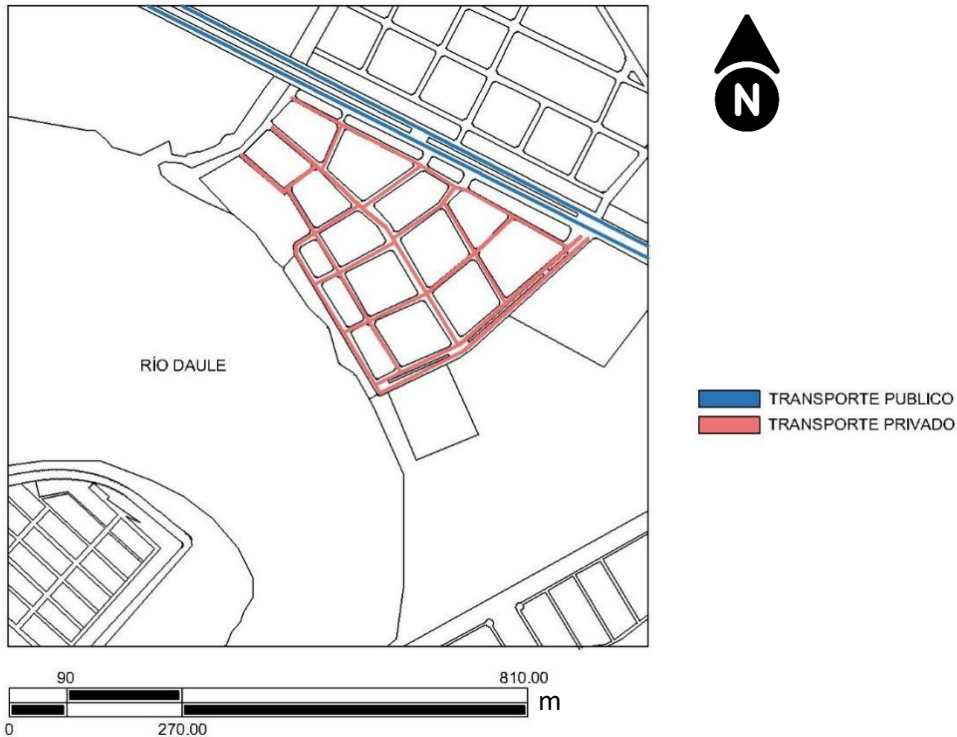 N
RÍO DAULE
TRANSPORTE PUBLICO
TRANSPORTE PRIVADO
90 810.00
m
0 270.00